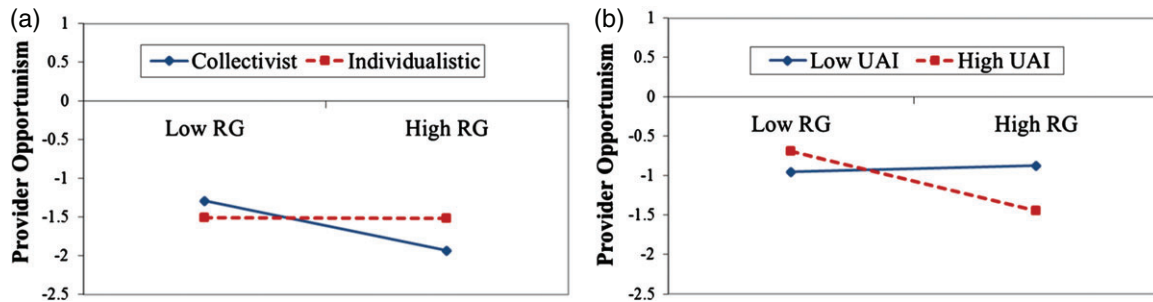 (a)
Provider Opportunism
1
0.5
0
-0.5
-1
-1.5
-2
-2.5
Collectivist Individualistic
Low RG High RG
(b)
Provider Opportunism
1
0.5
0
-0.5
-1
-1.5
-2
-2.5
Low UAI High UAI
Low RG High RG